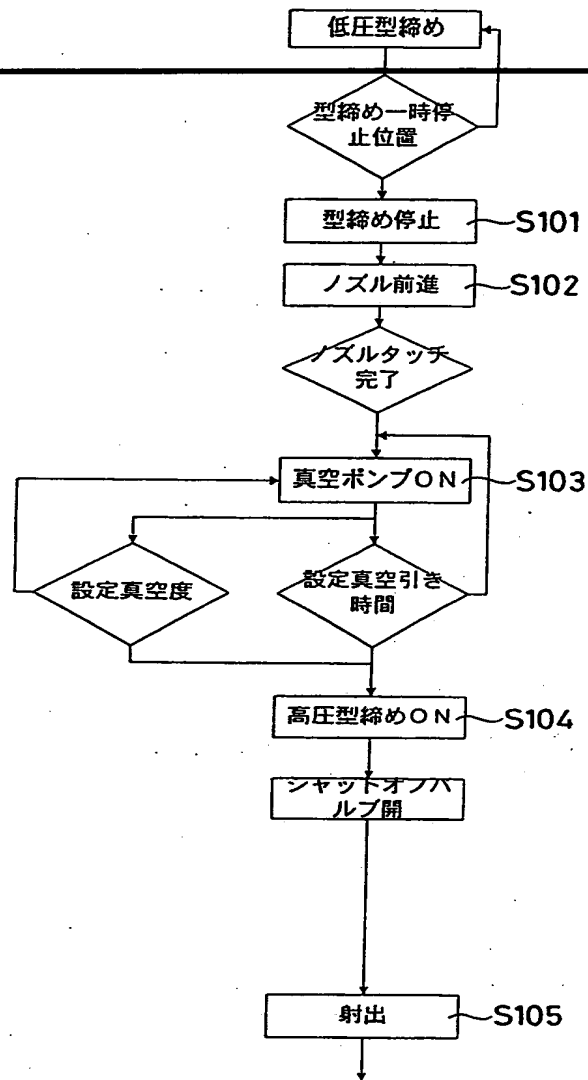 低圧型締め
型締め一時停
止位置
型締め停止
S101
ノズル前進
S102
ノズルタッチ
完了
真空ポンプON
S103
設定真空度
設定真空引き
時間
高圧型締めON
S104
シャットオフバ
ルブ開
射出
S105